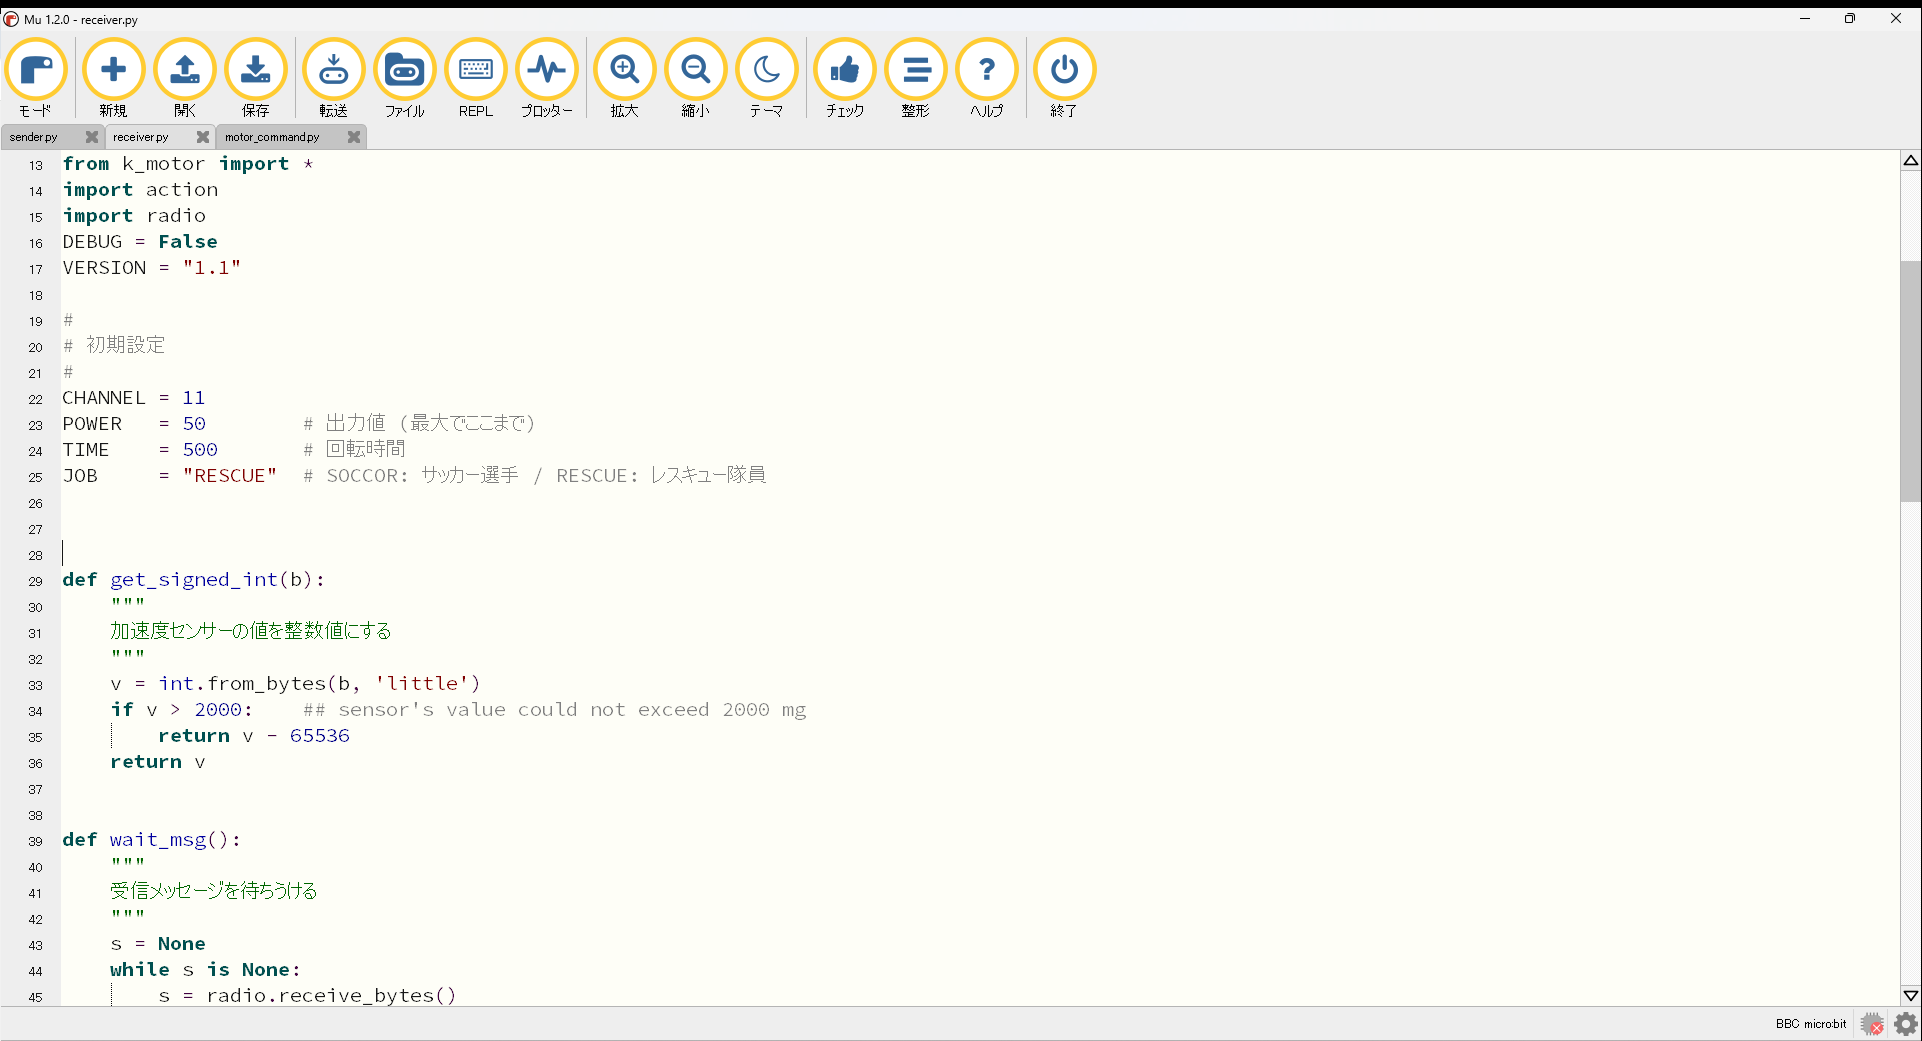 Mu 1.2.0 - receiver.py
モード 新規 開く 保存 転送 ファイル REPL プロッター 拡大 縮小 テーマ チェック 整形 ヘルプ 終了
sender.py receiver.py motor_command.py
13 from k_motor import *
14 import action
15 import radio
16 DEBUG = False
17 VERSION = "1.1"
18
19 #
20 # 初期設定
21 #
22 CHANNEL = 11
23 POWER   = 50        # 出力値 (最大でここまで)
24 TIME    = 500       # 回転時間
25 JOB     = "RESCUE"  # SOCCOR: サッカー選手 / RESCUE: レスキュー隊員
26
27
28
29 def get_signed_int(b):
30     """
31     加速度センサーの値を整数値にする
32     """
33     v = int.from_bytes(b, 'little')
34     if v > 2000:    ## sensor's value could not exceed 2000 mg
35         return v - 65536
36     return v
37
38
39 def wait_msg():
40     """
41     受信メッセージを待ちうける
42     """
43     s = None
44     while s is None:
45         s = radio.receive_bytes()
BBC micro:bit